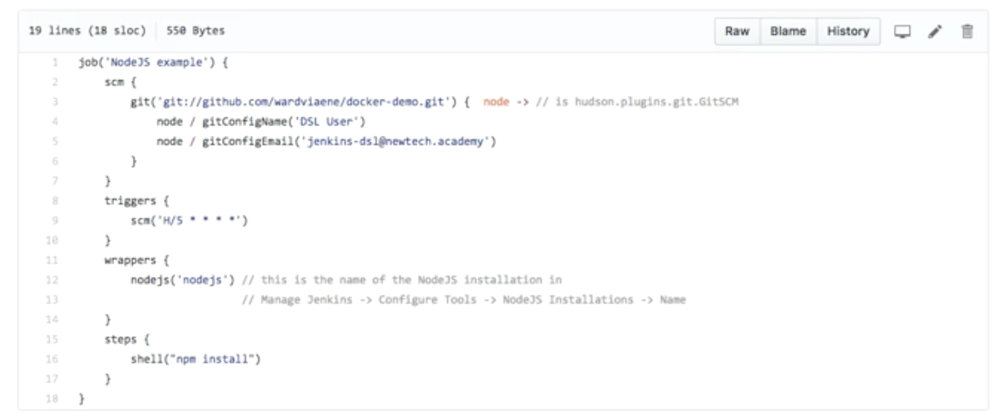 19 lines (18 sloc) 550 Bytes Raw Blame History
1 job('NodeJS example') {
2     scm {
3         git('git://github.com/wardviaene/docker-demo.git') {  node -> // is hudson.plugins.git.GitSCM
4             node / gitConfigName('DSL User')
5             node / gitConfigEmail('jenkins-dsl@newtech.academy')
6         }
7     }
8     triggers {
9         scm('H/5 * * * *')
10     }
11     wrappers {
12         nodejs('nodejs') // this is the name of the NodeJS installation in
13                          // Manage Jenkins -> Configure Tools -> NodeJS Installations -> Name
14     }
15     steps {
16         shell("npm install")
17     }
18 }